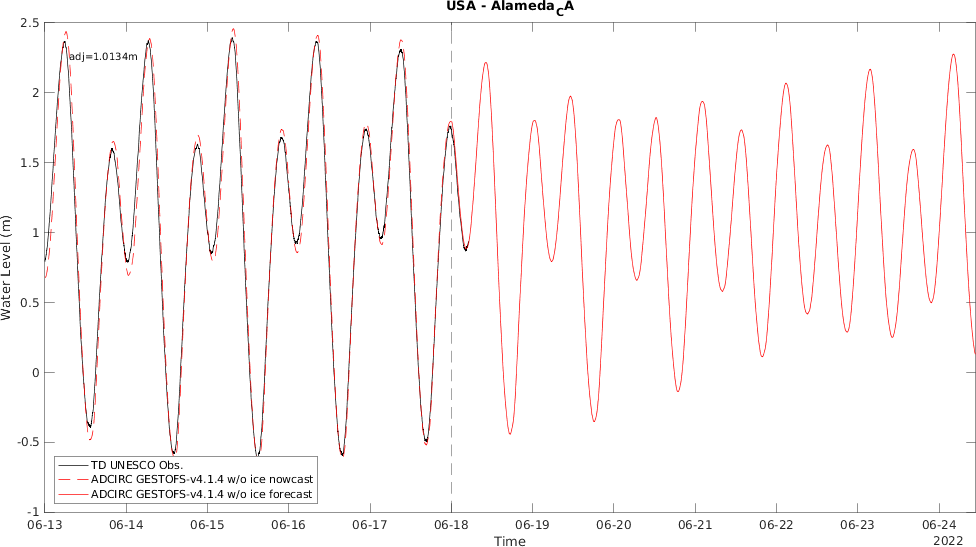 USA - Alameda_CA
2.5
adj=1.0134m
2
1.5
1
0.5
0
-0.5
-1
Water Level (m)
TD UNESCO Obs.
ADCIRC GESTOFS-v4.1.4 w/o ice nowcast
ADCIRC GESTOFS-v4.1.4 w/o ice forecast
06-13 06-14 06-15 06-16 06-17 06-18 06-19 06-20 06-21 06-22 06-23 06-24
Time
2022